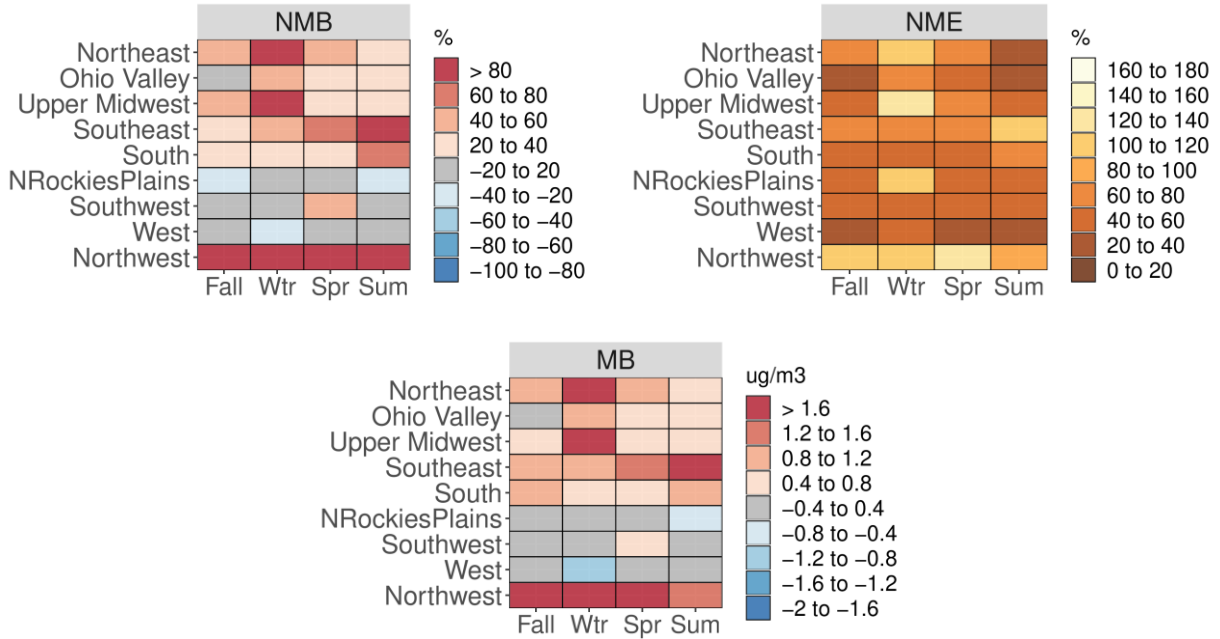 NMB
Northeast
Ohio Valley
Upper Midwest
Southeast
South
NRockiesPlains
Southwest
West
Northwest
Fall Wtr Spr Sum
%
> 80
60 to 80
40 to 60
20 to 40
−20 to 20
−40 to −20
−60 to −40
−80 to −60
−100 to −80
NME
Northeast
Ohio Valley
Upper Midwest
Southeast
South
NRockiesPlains
Southwest
West
Northwest
Fall Wtr Spr Sum
%
160 to 180
140 to 160
120 to 140
100 to 120
80 to 100
60 to 80
40 to 60
20 to 40
0 to 20
MB
Northeast
Ohio Valley
Upper Midwest
Southeast
South
NRockiesPlains
Southwest
West
Northwest
Fall Wtr Spr Sum
ug/m3
> 1.6
1.2 to 1.6
0.8 to 1.2
0.4 to 0.8
−0.4 to 0.4
−0.8 to −0.4
−1.2 to −0.8
−1.6 to −1.2
−2 to −1.6